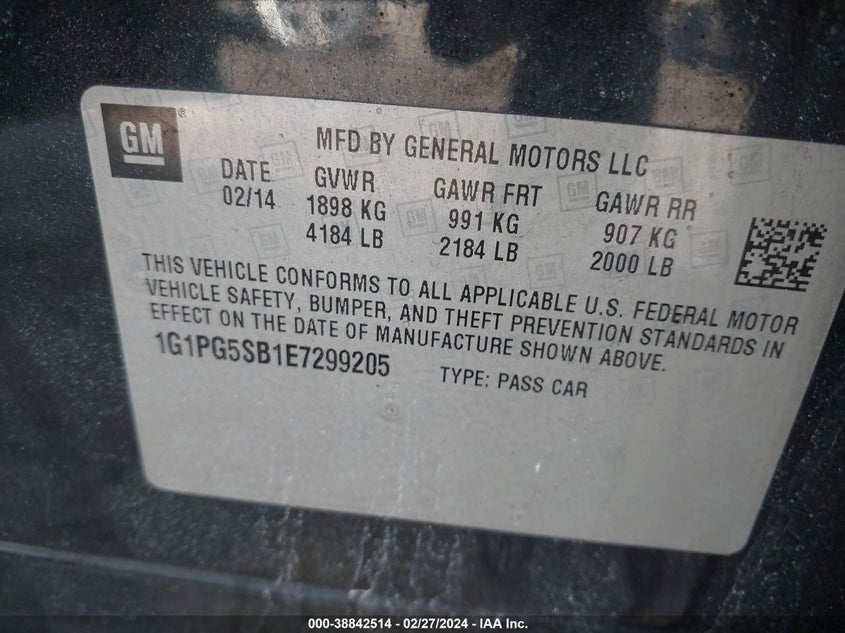 GM
MFD BY GENERAL MOTORS LLC
DATE GVWR GAWR FRT GAWR RR
02/14 1898 KG 991 KG 907 KG
4184 LB 2184 LB 2000 LB
THIS VEHICLE CONFORMS TO ALL APPLICABLE U.S. FEDERAL MOTOR
VEHICLE SAFETY, BUMPER, AND THEFT PREVENTION STANDARDS IN
EFFECT ON THE DATE OF MANUFACTURE SHOWN ABOVE.
1G1PG5SB1E7299205 TYPE: PASS CAR
000-38842514 - 02/27/2024 - IAA Inc.